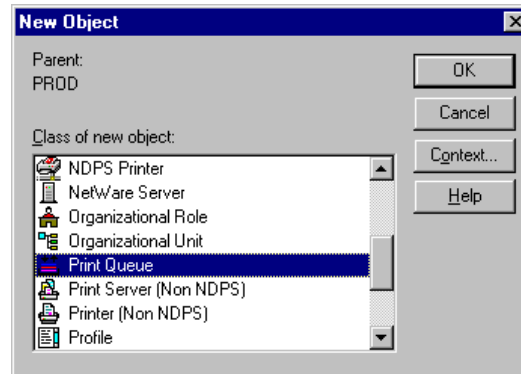 New Object
Parent:
PROD
Class of new object:
NDPS Printer
NetWare Server
Organizational Role
Organizational Unit
Print Queue
Print Server (Non NDPS)
Printer (Non NDPS)
Profile
OK
Cancel
Context...
Help